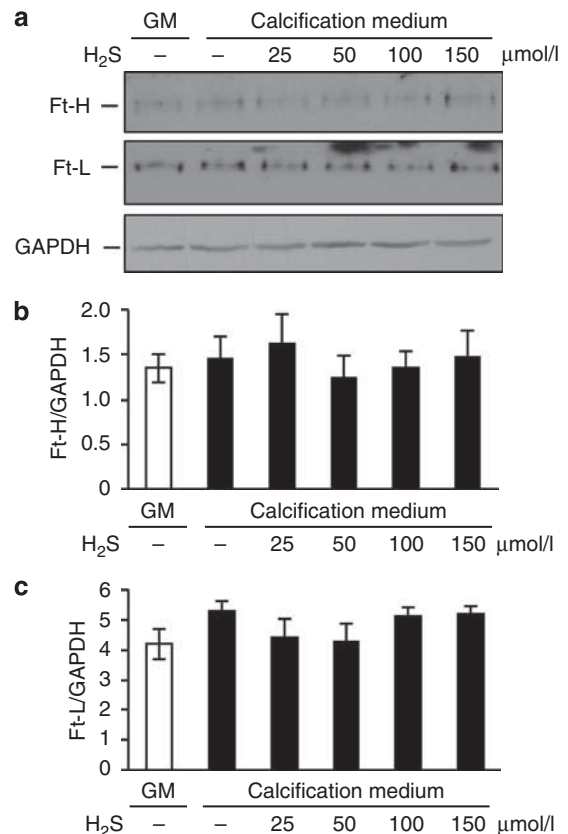 a
GM Calcification medium
H₂S – – 25 50 100 150 μmol/l
Ft-H
Ft-L
GAPDH
b
2.0
1.5
1.0
0.5
0
Ft-H/GAPDH
GM Calcification medium
H₂S – – 25 50 100 150 μmol/l
c
6
5
4
3
2
1
0
Ft-L/GAPDH
GM Calcification medium
H₂S – – 25 50 100 150 μmol/l